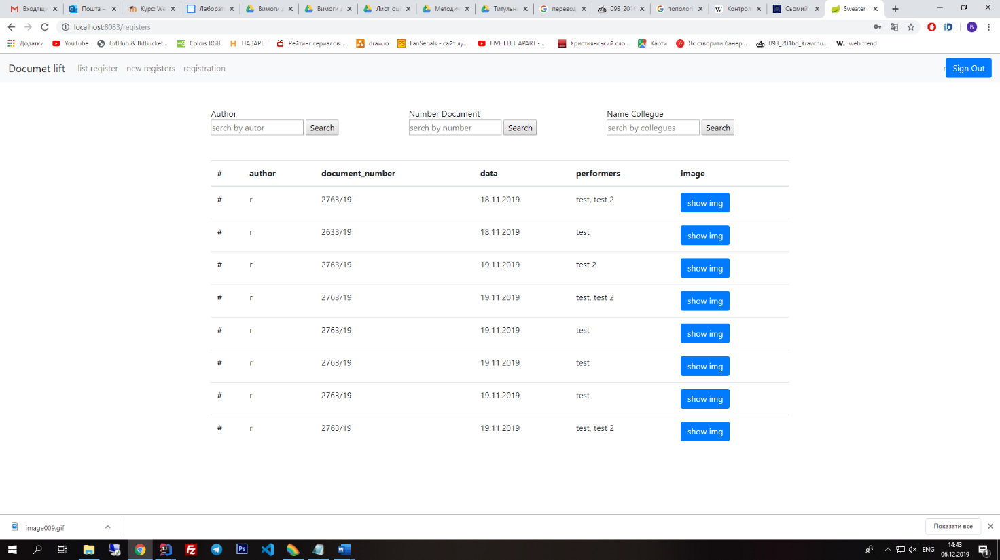 Входящи Пошта – Курс: We Лаборат Вимоги д Вимоги д Лист_оці Методич Титульн перевод 093_2016 тополог Контрол Сьомий Sweater
localhost:8083/registers
Додатки YouTube GitHub & BitBucket... Colors RGB НАЗАРЕТ Рейтинг сериалов:... draw.io FanSerials - сайт лу... FIVE FEET APART -... Християнський сло... Карти Як створити банер... 093_2016d_Kravchu... web trend
Documet lift list register new registers registration r Sign Out
Author Number Document Name Collegue
serch by autor Search serch by number Search serch by collegues Search
# author document_number data performers image
# r 2763/19 18.11.2019 test, test 2 show img
# r 2633/19 18.11.2019 test show img
# r 2763/19 19.11.2019 test 2 show img
# r 2763/19 19.11.2019 test, test 2 show img
# r 2763/19 19.11.2019 test show img
# r 2763/19 19.11.2019 test show img
# r 2763/19 19.11.2019 test show img
# r 2763/19 19.11.2019 test, test 2 show img
image009.gif Показати все
ENG 14:43
06.12.2019